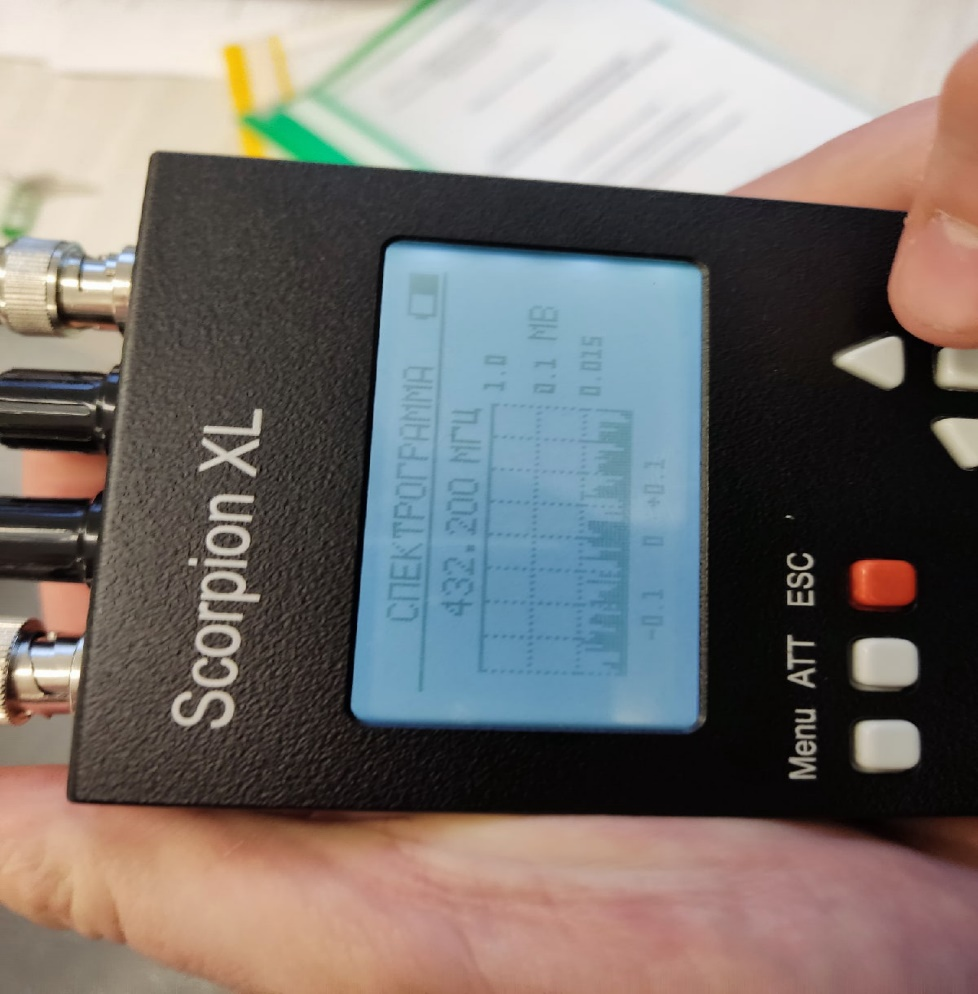 Scorpion XL
СПЕКТРОГРАММА
432.200 МГЦ
1.0
0.1 МВ
0.015
-0.1 0 +0.1
Menu ATT ESC